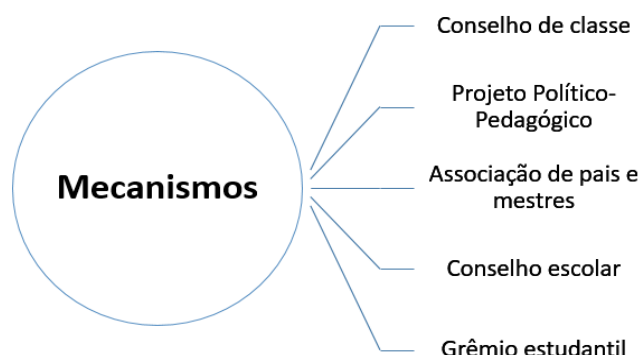 Mecanismos
Conselho de classe
Projeto Político-
Pedagógico
Associação de pais e
mestres
Conselho escolar
Grêmio estudantil